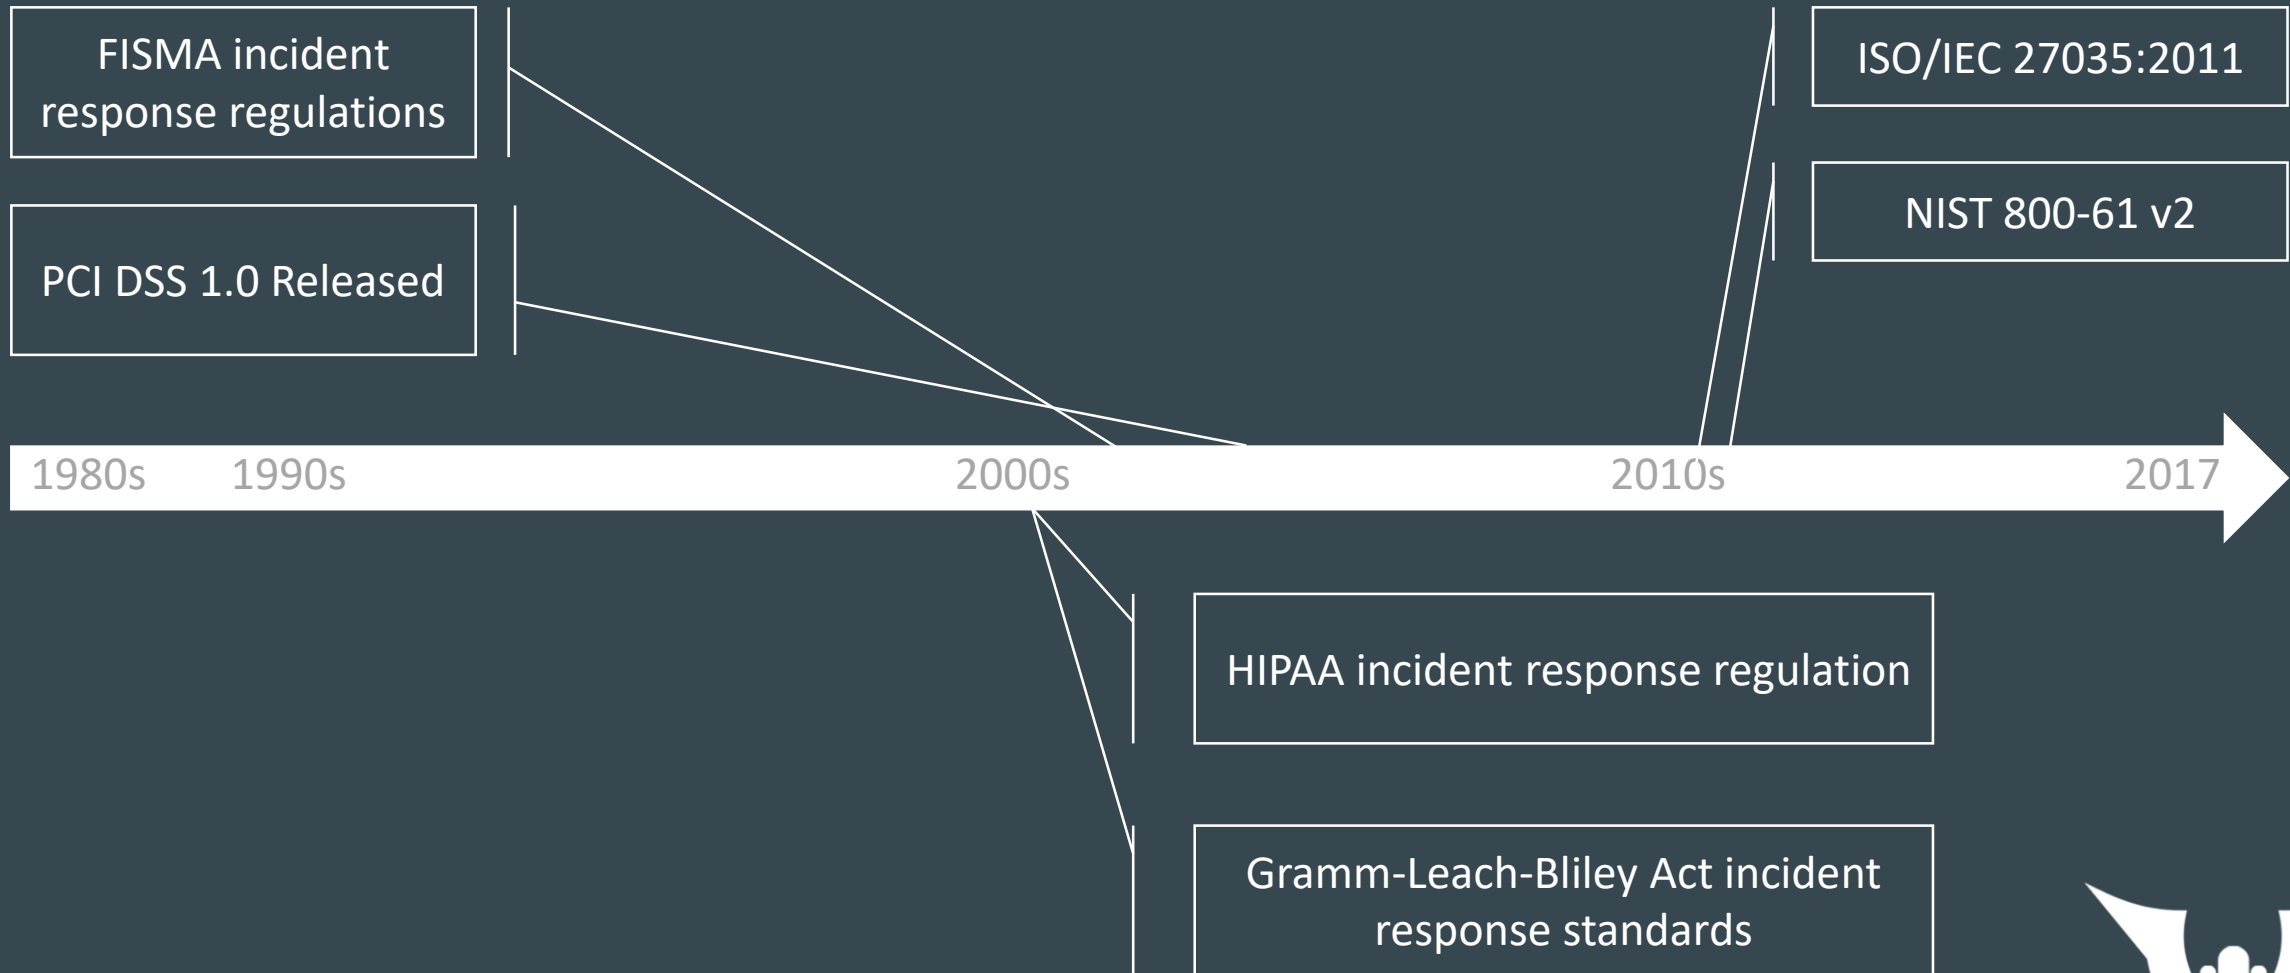 FISMA incident
response regulations
PCI DSS 1.0 Released
ISO/IEC 27035:2011
NIST 800-61 v2
1980s
1990s
2000s
2010s
2017
HIPAA incident response regulation
Gramm-Leach-Bliley Act incident
response standards